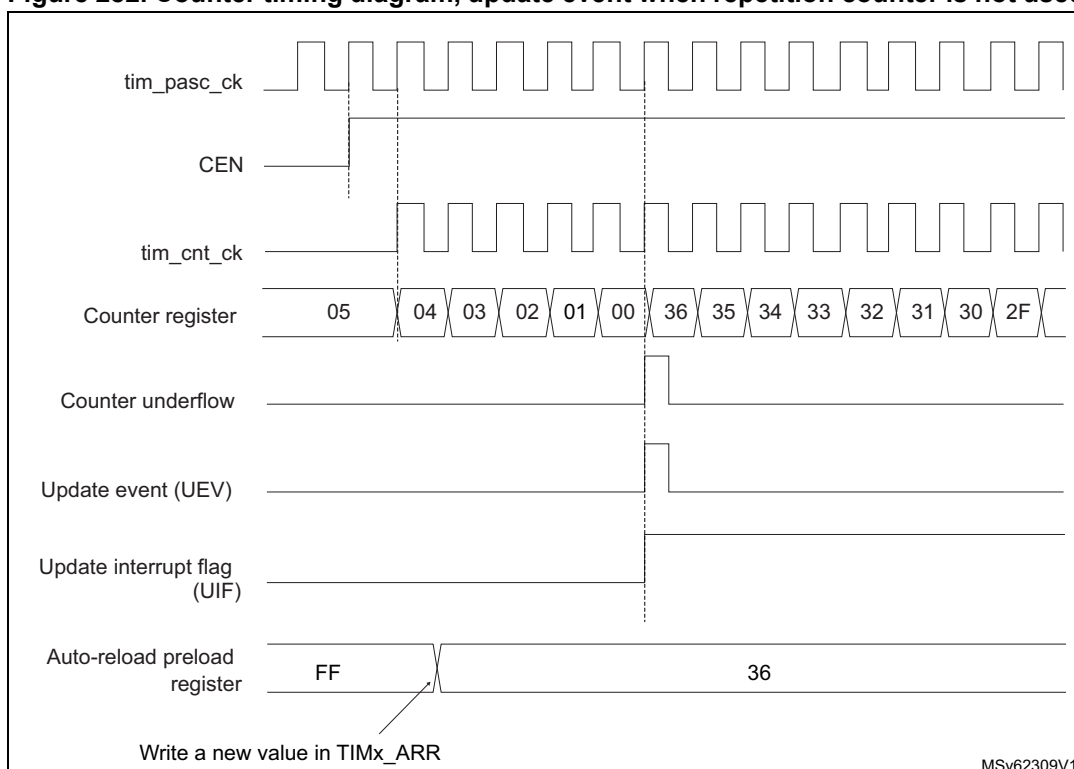 tim_pasc_ck
CEN
tim_cnt_ck
Counter register 05 04 03 02 01 00 36 35 34 33 32 31 30 2F
Counter underflow
Update event (UEV)
Update interrupt flag
(UIF)
Auto-reload preload
register
FF 36
Write a new value in TIMx_ARR
MSv62309V1